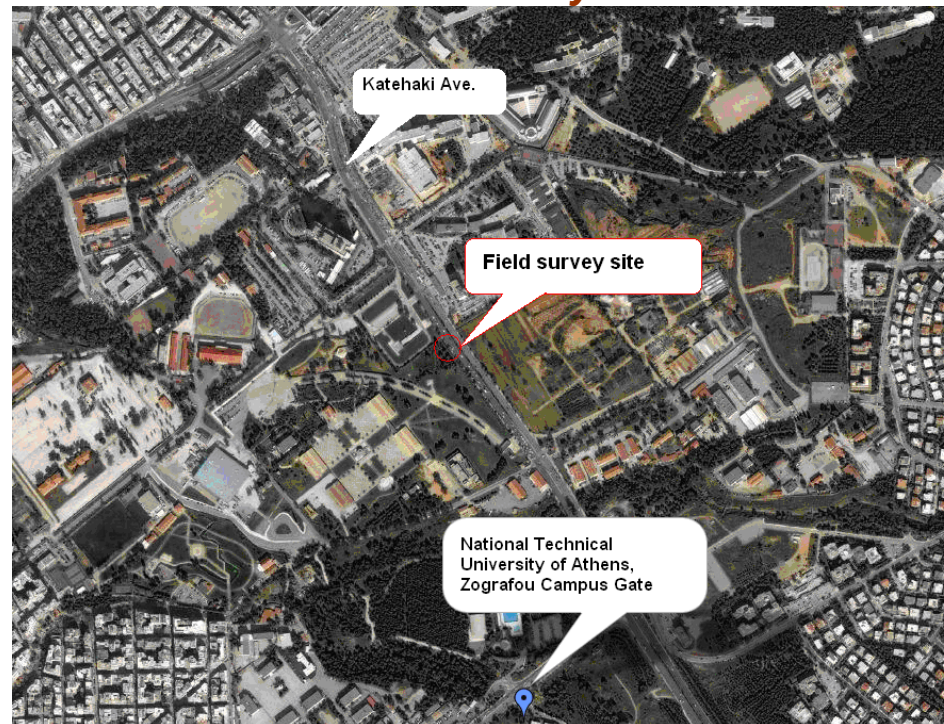 Katehaki Ave.
Field survey site
National Technical
University of Athens,
Zografou Campus Gate